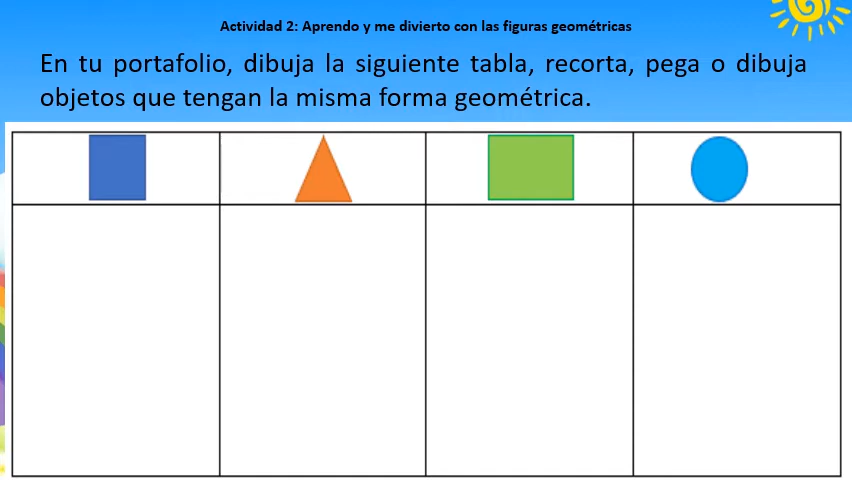 Actividad 2: Aprendo y me divierto con las figuras geométricas
En tu portafolio, dibuja la siguiente tabla, recorta, pega o dibuja
objetos que tengan la misma forma geométrica.